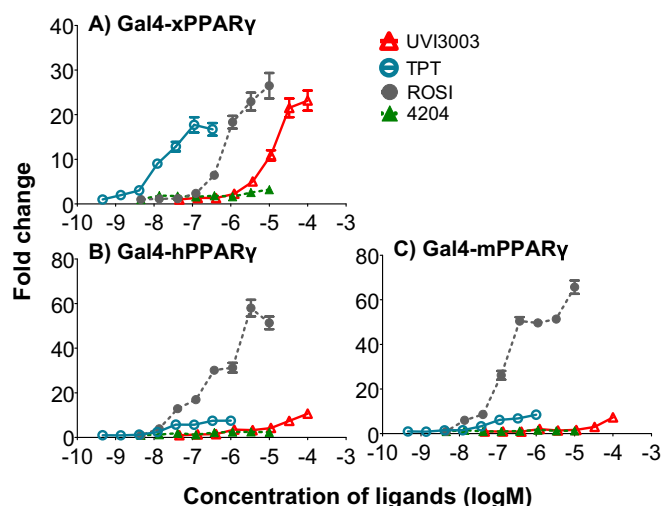 A) Gal4-xPPARγ
UVI3003
TPT
ROSI
4204
40
30
20
10
0
-10 -9 -8 -7 -6 -5 -4 -3
Fold change
B) Gal4-hPPARγ
80
60
40
20
0
-10 -9 -8 -7 -6 -5 -4 -3
C) Gal4-mPPARγ
80
60
40
20
0
-10 -9 -8 -7 -6 -5 -4 -3
Concentration of ligands (logM)